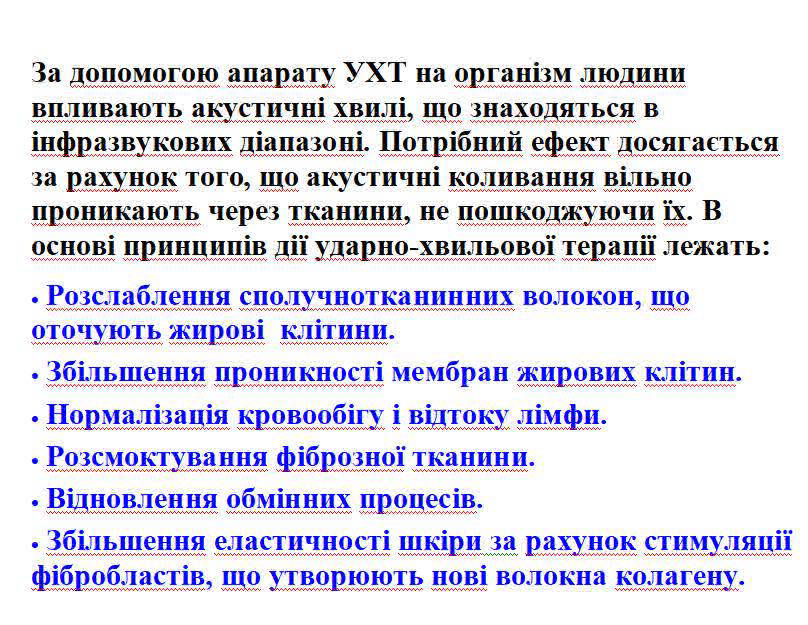 За допомогою апарату УХТ на організм людини
впливають акустичні хвилі, що знаходяться в
інфразвукових діапазоні. Потрібний ефект досягається
за рахунок того, що акустичні коливання вільно
проникають через тканини, не пошкоджуючи їх. В
основі принципів дії ударно-хвильової терапії лежать:
• Розслаблення сполучнотканинних волокон, що
оточують жирові клітини.
• Збільшення проникності мембран жирових клітин.
• Нормалізація кровообігу і відтоку лімфи.
• Розсмоктування фіброзної тканини.
• Відновлення обмінних процесів.
• Збільшення еластичності шкіри за рахунок стимуляції
фібробластів, що утворюють нові волокна колагену.